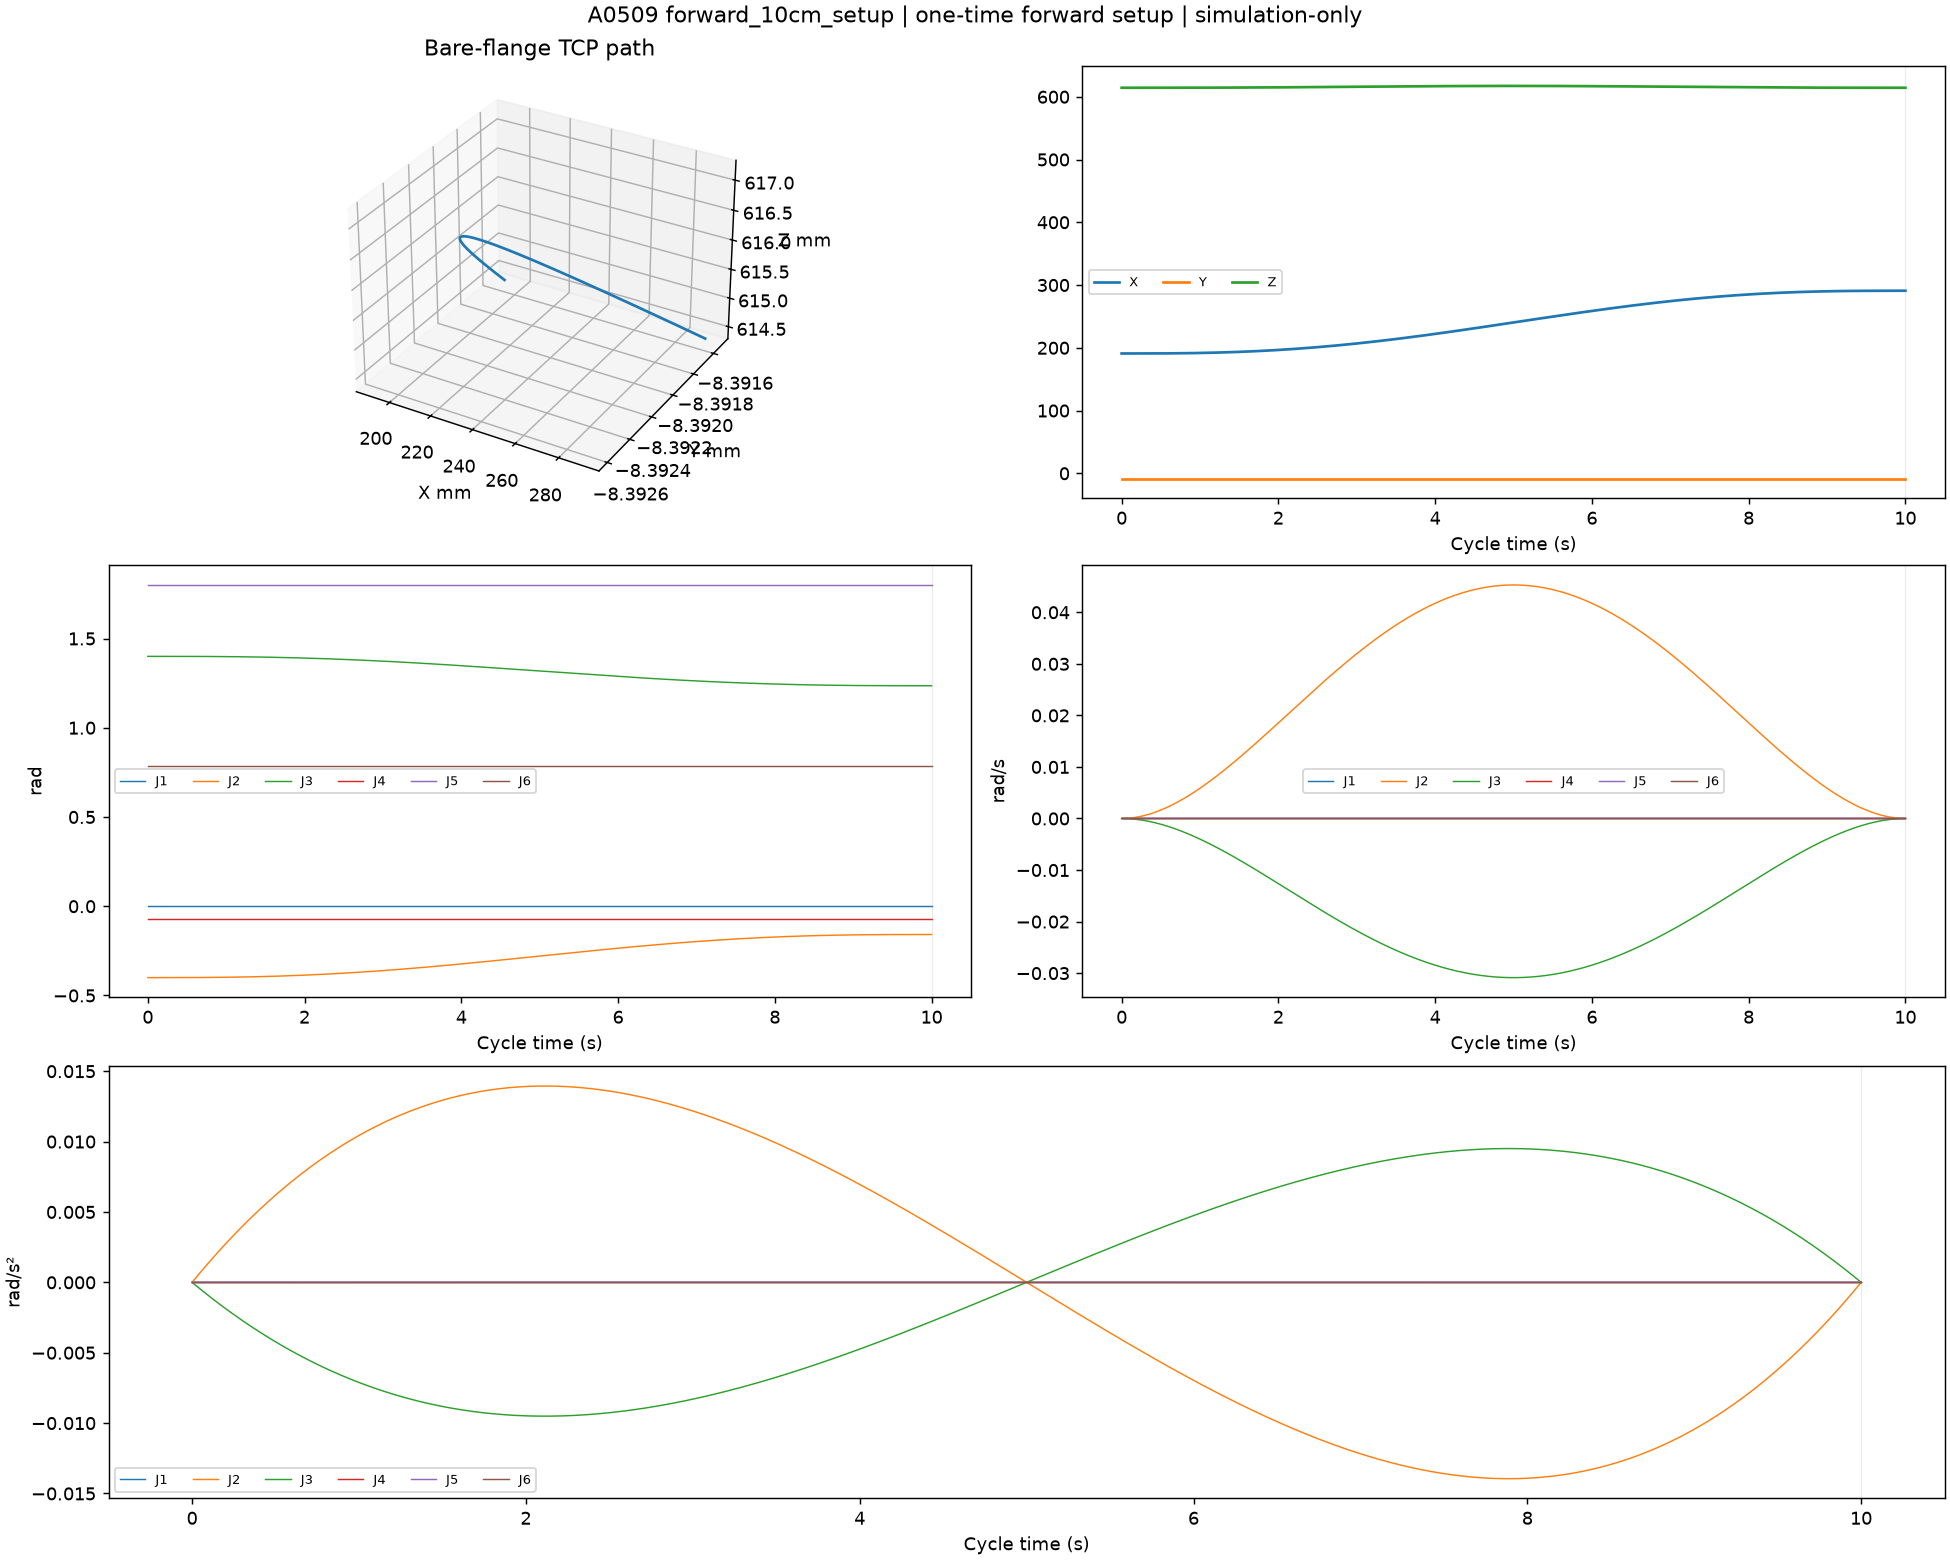 A0509 forward_10cm_setup | one-time forward setup | simulation-only
Bare-flange TCP path
617.0
616.5
616.0
615.5
615.0
614.5
Z mm
−8.3916
−8.3918
−8.3920
−8.3922
−8.3924
−8.3926
Y mm
200
220
240
260
280
X mm
600
500
400
300
200
100
0
X Y Z
0 2 4 6 8 10
Cycle time (s)
1.5
1.0
0.5
0.0
−0.5
rad
J1 J2 J3 J4 J5 J6
0 2 4 6 8 10
Cycle time (s)
0.04
0.03
0.02
0.01
0.00
−0.01
−0.02
−0.03
rad/s
J1 J2 J3 J4 J5 J6
0 2 4 6 8 10
Cycle time (s)
0.015
0.010
0.005
0.000
−0.005
−0.010
−0.015
rad/s²
J1 J2 J3 J4 J5 J6
0 2 4 6 8 10
Cycle time (s)